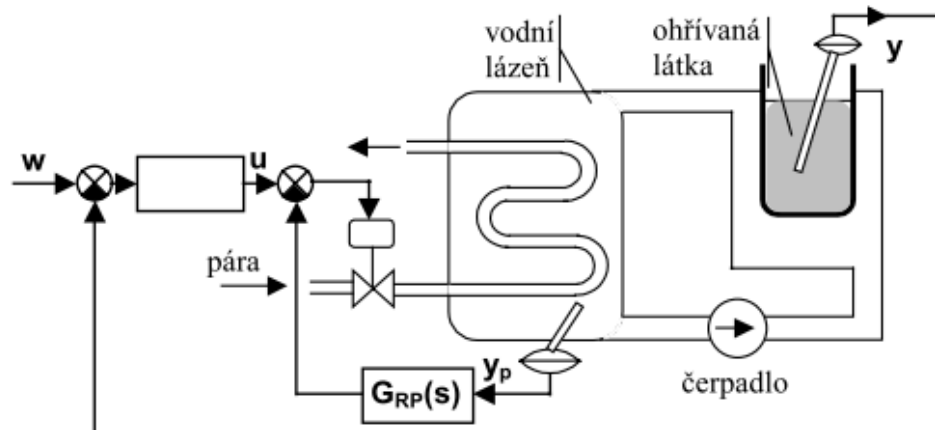 vodní
lázeň
ohřívaná
látka
y
w
u
pára
y_p
G_RP(s)
čerpadlo